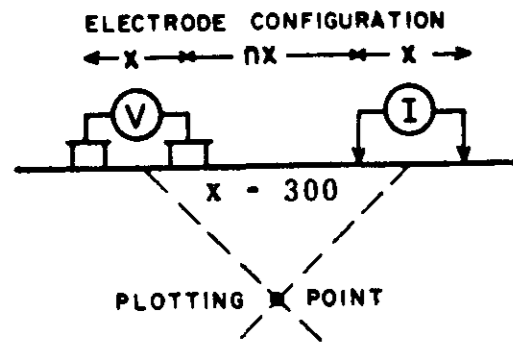 ELECTRODE CONFIGURATION
x nx x
V I
x - 300
PLOTTING POINT